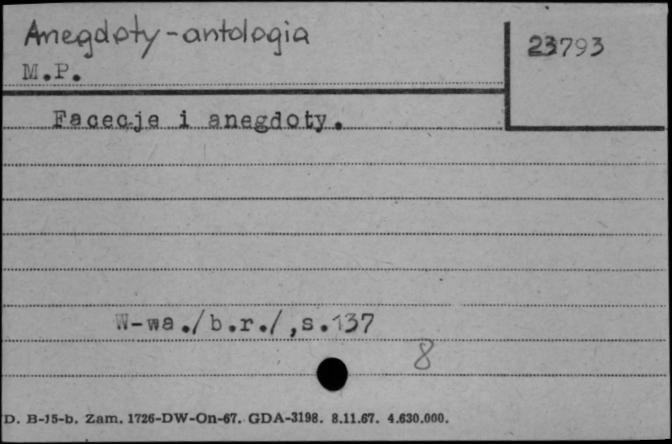 Anegdoty-antologia
23793
M.P.
Facecje i anegdoty.
W-wa./b.r./,s.137
8
D. B-15-b. Zam. 1726-DW-On-67. GDA-3198. 8.11.67. 4.630.000.